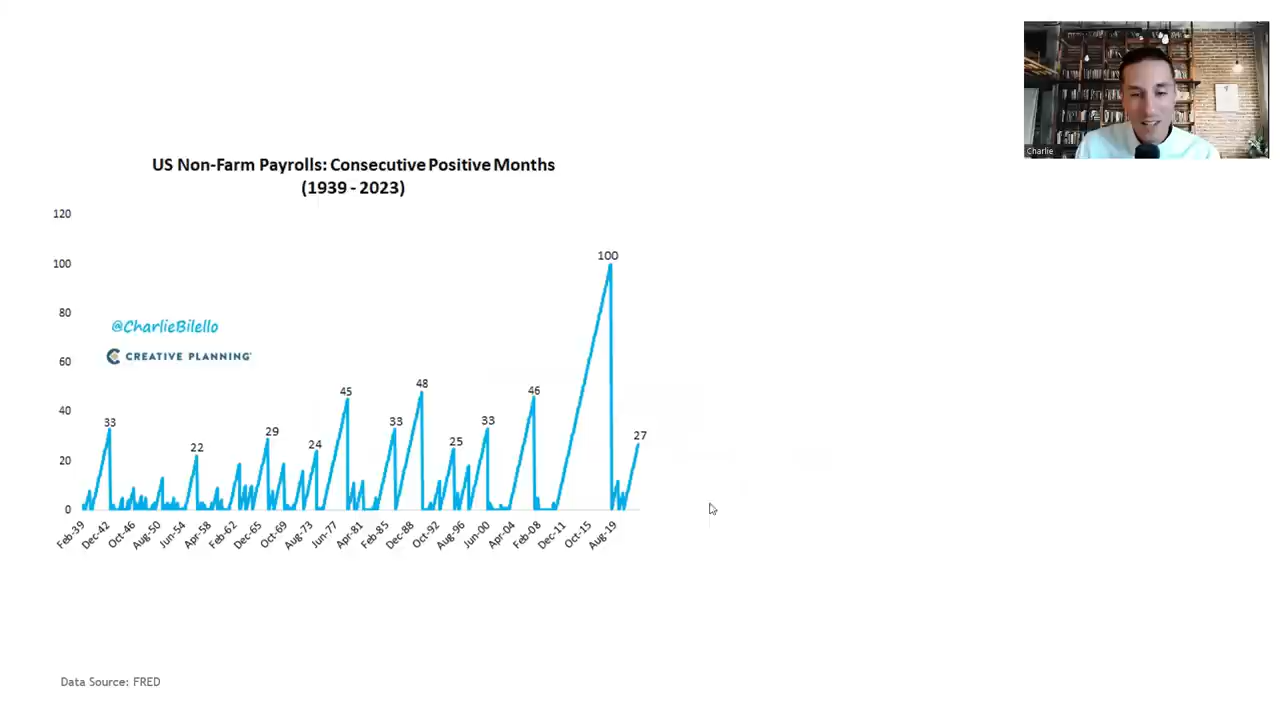 Charlie
US Non-Farm Payrolls: Consecutive Positive Months
(1939 - 2023)
120
100
80
60
40
20
0
@CharlieBilello
CREATIVE PLANNING
33
22
29
24
45
33
48
25
33
46
100
27
Feb-39
Dec-42
Oct-46
Aug-50
Jun-54
Apr-58
Feb-62
Dec-65
Oct-69
Aug-73
Jun-77
Apr-81
Feb-85
Dec-88
Oct-92
Aug-96
Jun-00
Apr-04
Feb-08
Dec-11
Oct-15
Aug-19
Data Source: FRED